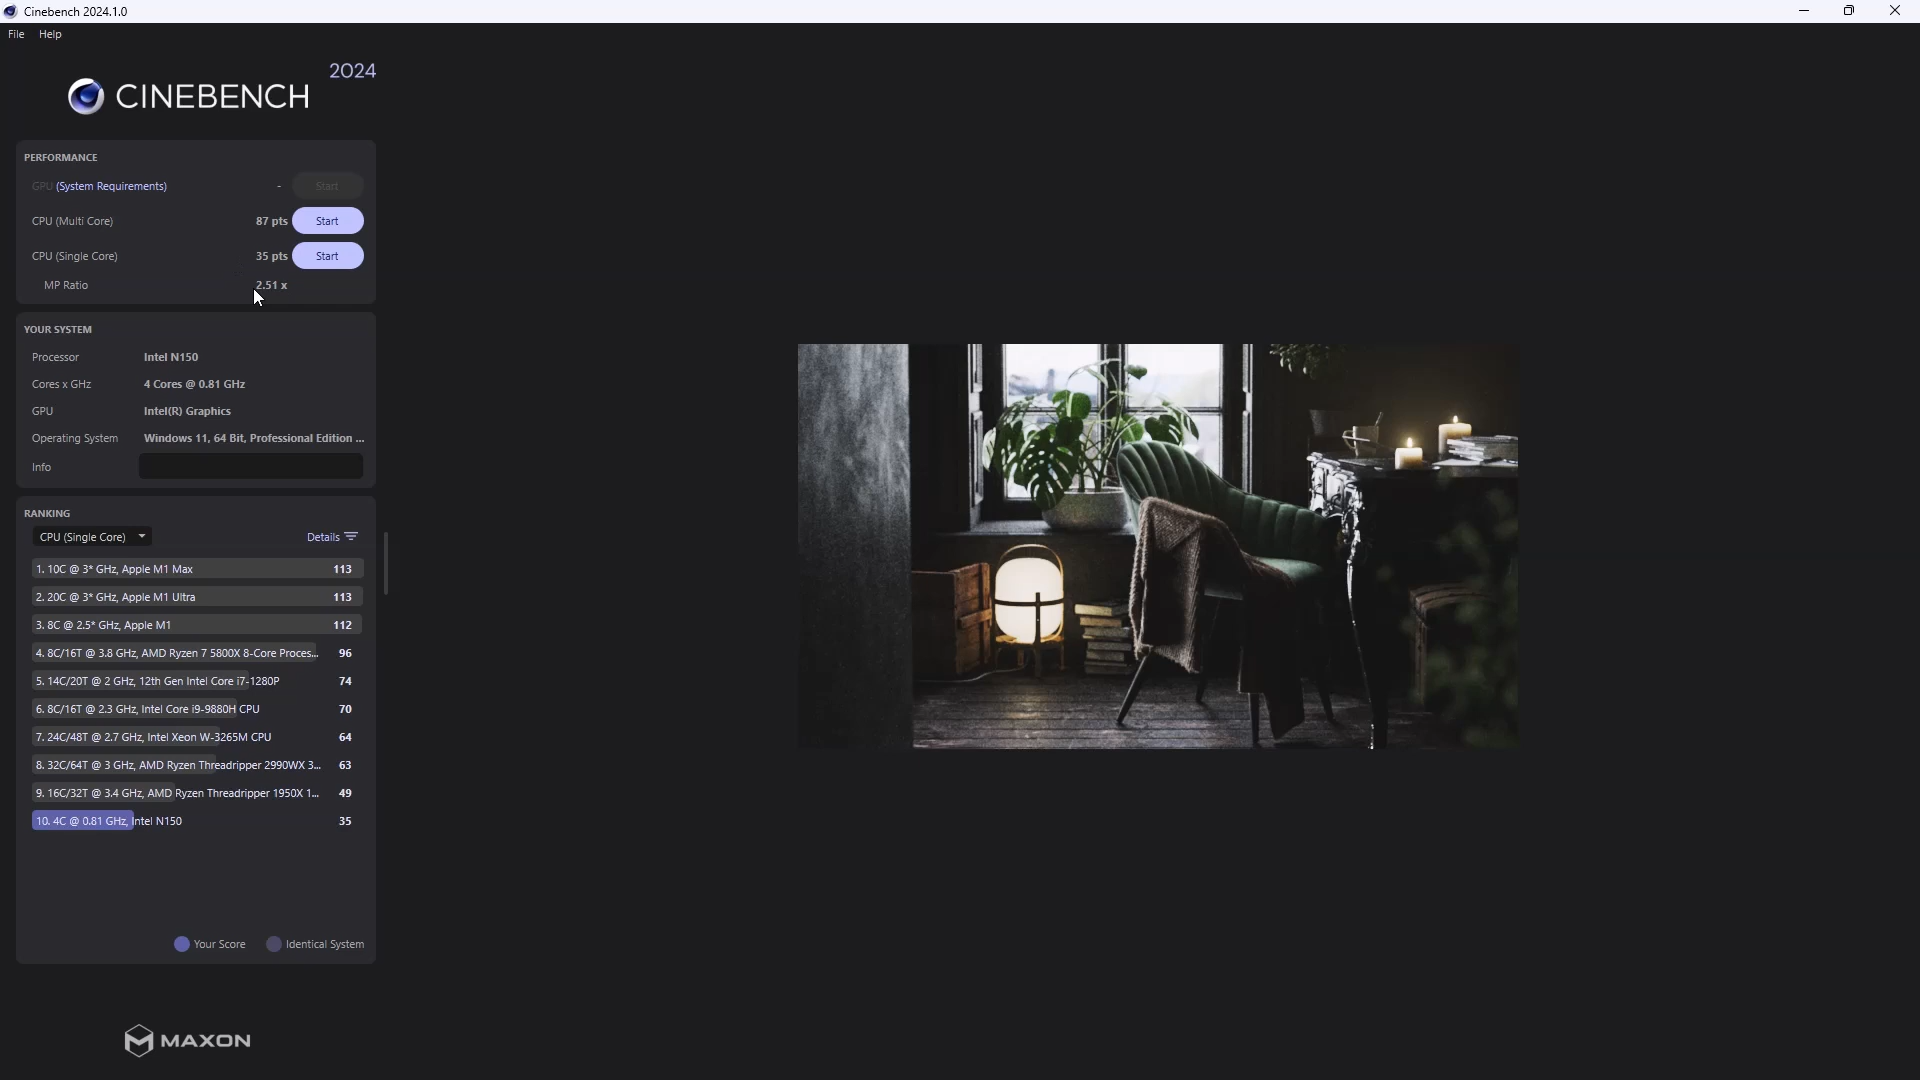 Cinebench 2024.1.0
File Help
2024
CINEBENCH
PERFORMANCE
GPU (System Requirements) - Start
CPU (Multi Core) 87 pts Start
CPU (Single Core) 35 pts Start
MP Ratio 2.51 x
YOUR SYSTEM
Processor Intel N150
Cores x GHz 4 Cores @ 0.81 GHz
GPU Intel(R) Graphics
Operating System Windows 11, 64 Bit, Professional Edition ...
Info
RANKING
CPU (Single Core) Details
1. 10C @ 3* GHz, Apple M1 Max 113
2. 20C @ 3* GHz, Apple M1 Ultra 113
3. 8C @ 2.5* GHz, Apple M1 112
4. 8C/16T @ 3.8 GHz, AMD Ryzen 7 5800X 8-Core Proces... 96
5. 14C/20T @ 2 GHz, 12th Gen Intel Core i7-1280P 74
6. 8C/16T @ 2.3 GHz, Intel Core i9-9880H CPU 70
7. 24C/48T @ 2.7 GHz, Intel Xeon W-3265M CPU 64
8. 32C/64T @ 3 GHz, AMD Ryzen Threadripper 2990WX 3... 63
9. 16C/32T @ 3.4 GHz, AMD Ryzen Threadripper 1950X 1... 49
10. 4C @ 0.81 GHz, Intel N150 35
Your Score Identical System
MAXON